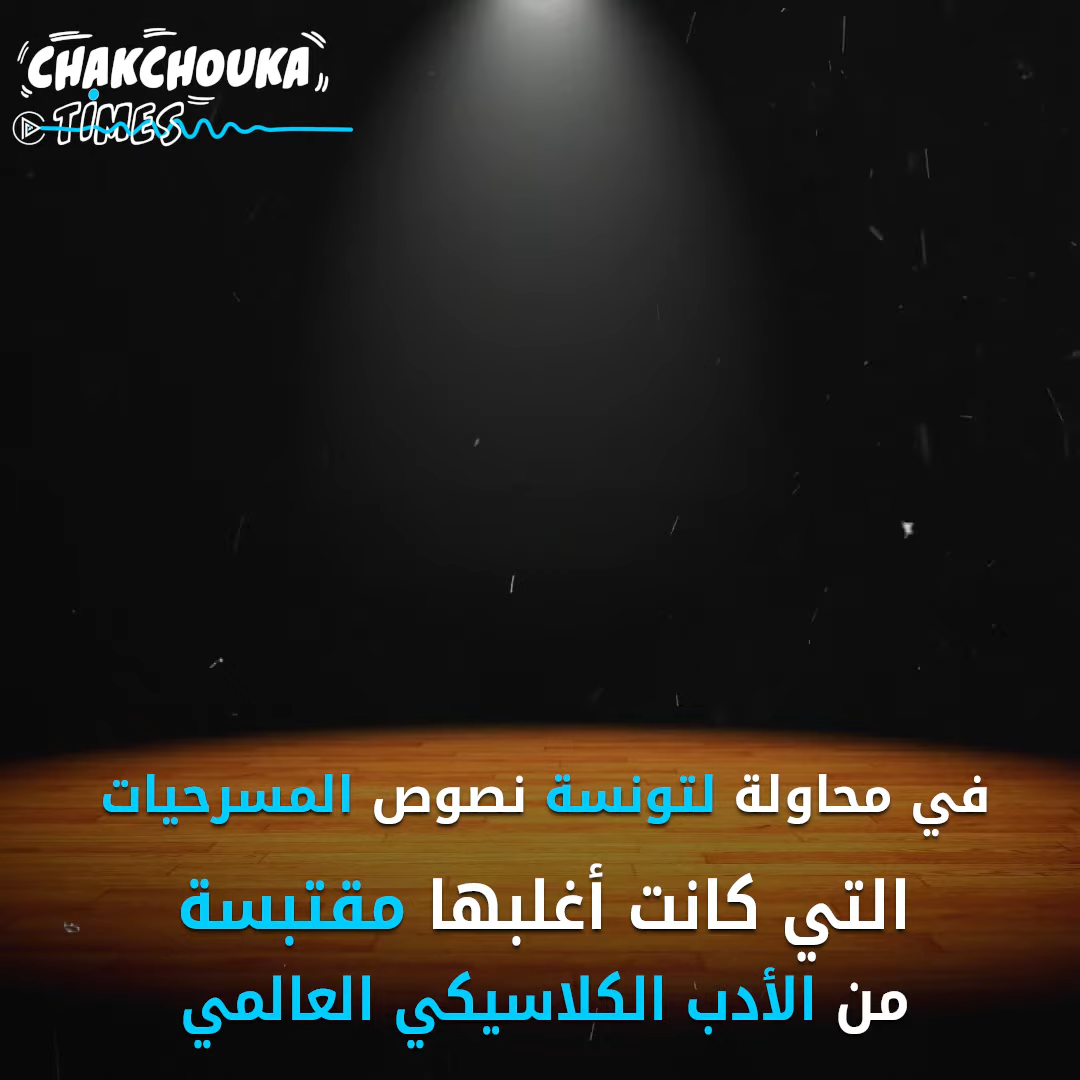 CHAKCHOUKA
TIMES
في محاولة لتونسة نصوص المسرحيات
التي كانت أغلبها مقتبسة
من الأدب الكلاسيكي العالمي